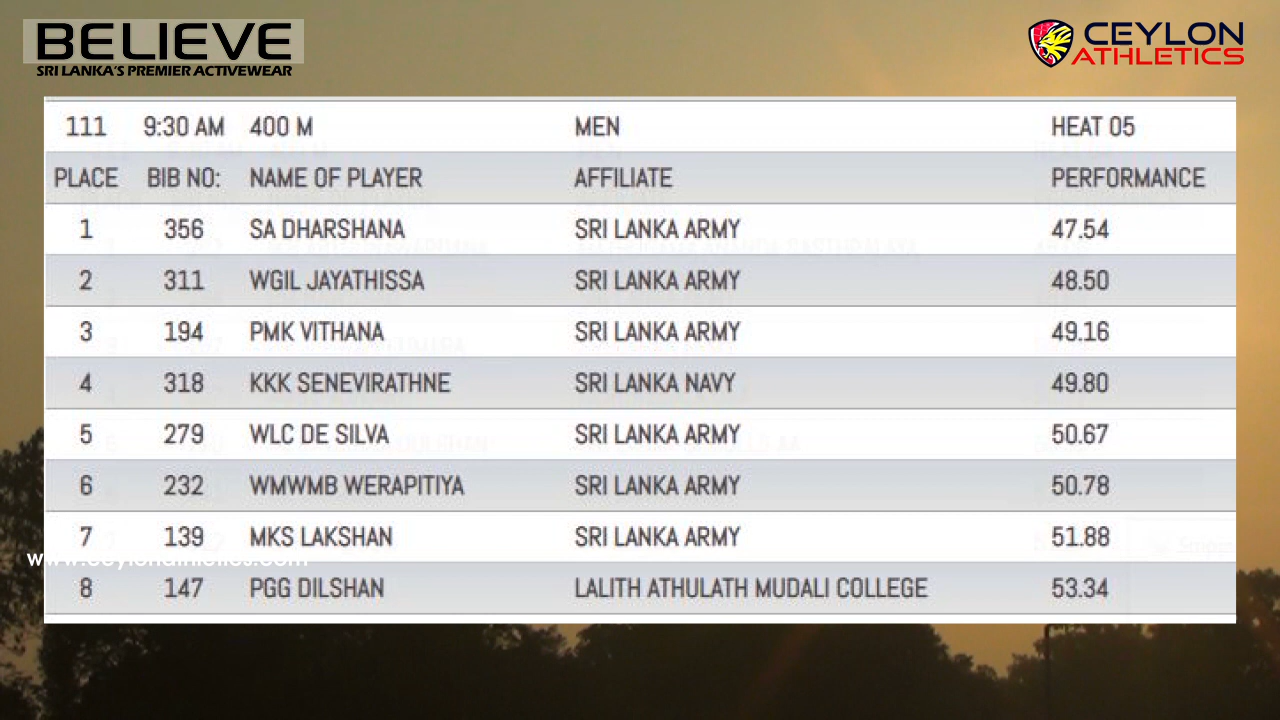 BELIEVE
SRI LANKA'S PREMIER ACTIVEWEAR
CEYLON
ATHLETICS
111 9:30 AM 400 M MEN HEAT 05
PLACE BIB NO: NAME OF PLAYER AFFILIATE PERFORMANCE
1 356 SA DHARSHANA SRI LANKA ARMY 47.54
2 311 WGIL JAYATHISSA SRI LANKA ARMY 48.50
3 194 PMK VITHANA SRI LANKA ARMY 49.16
4 318 KKK SENEVIRATHNE SRI LANKA NAVY 49.80
5 279 WLC DE SILVA SRI LANKA ARMY 50.67
6 232 WMWMB WERAPITIYA SRI LANKA ARMY 50.78
7 139 MKS LAKSHAN SRI LANKA ARMY 51.88
www.ceylonathletics.com
8 147 PGG DILSHAN LALITH ATHULATH MUDALI COLLEGE 53.34